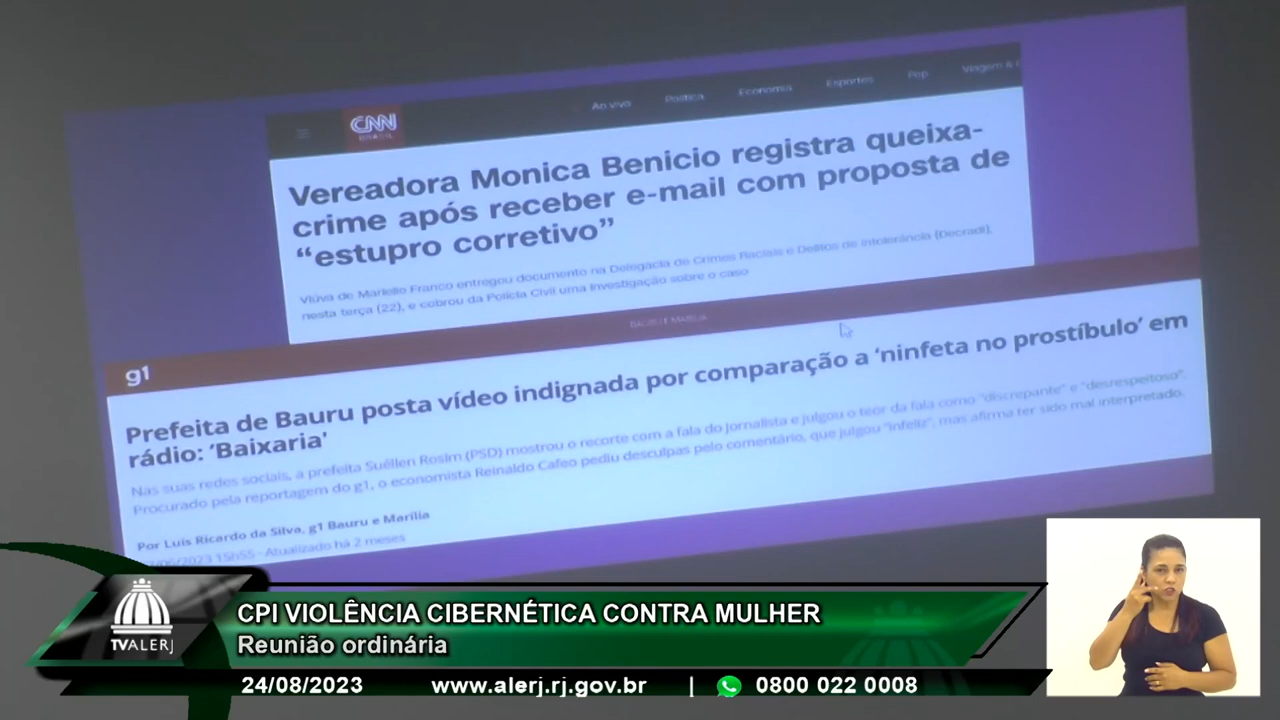 CNN
BRASIL
Ao vivo Política Economia Esportes Pop Viagem &
Vereadora Monica Benicio registra queixa-
crime após receber e-mail com proposta de
“estupro corretivo”
Viúva de Marielle Franco entregou documento na Delegacia de Crimes Raciais e Delitos de Intolerância (Decradi),
nesta terça (22), e cobrou da Polícia Civil uma investigação sobre o caso
g1
BAURU E MARÍLIA
Prefeita de Bauru posta vídeo indignada por comparação a ‘ninfeta no prostíbulo’ em
rádio: ‘Baixaria'
Nas suas redes sociais, a prefeita Suéllen Rosim (PSD) mostrou o recorte com a fala do jornalista e julgou o teor da fala como "discrepante" e "desrespeitoso".
Procurado pela reportagem do g1, o economista Reinaldo Cafeo pediu desculpas pelo comentário, que julgou "infeliz", mas afirma ter sido mal interpretado.
Por Luis Ricardo da Silva, g1 Bauru e Marília
/06/2023 15h55 - Atualizado há 2 meses
TVALERJ
CPI VIOLÊNCIA CIBERNÉTICA CONTRA MULHER
Reunião ordinária
24/08/2023 www.alerj.rj.gov.br | 0800 022 0008